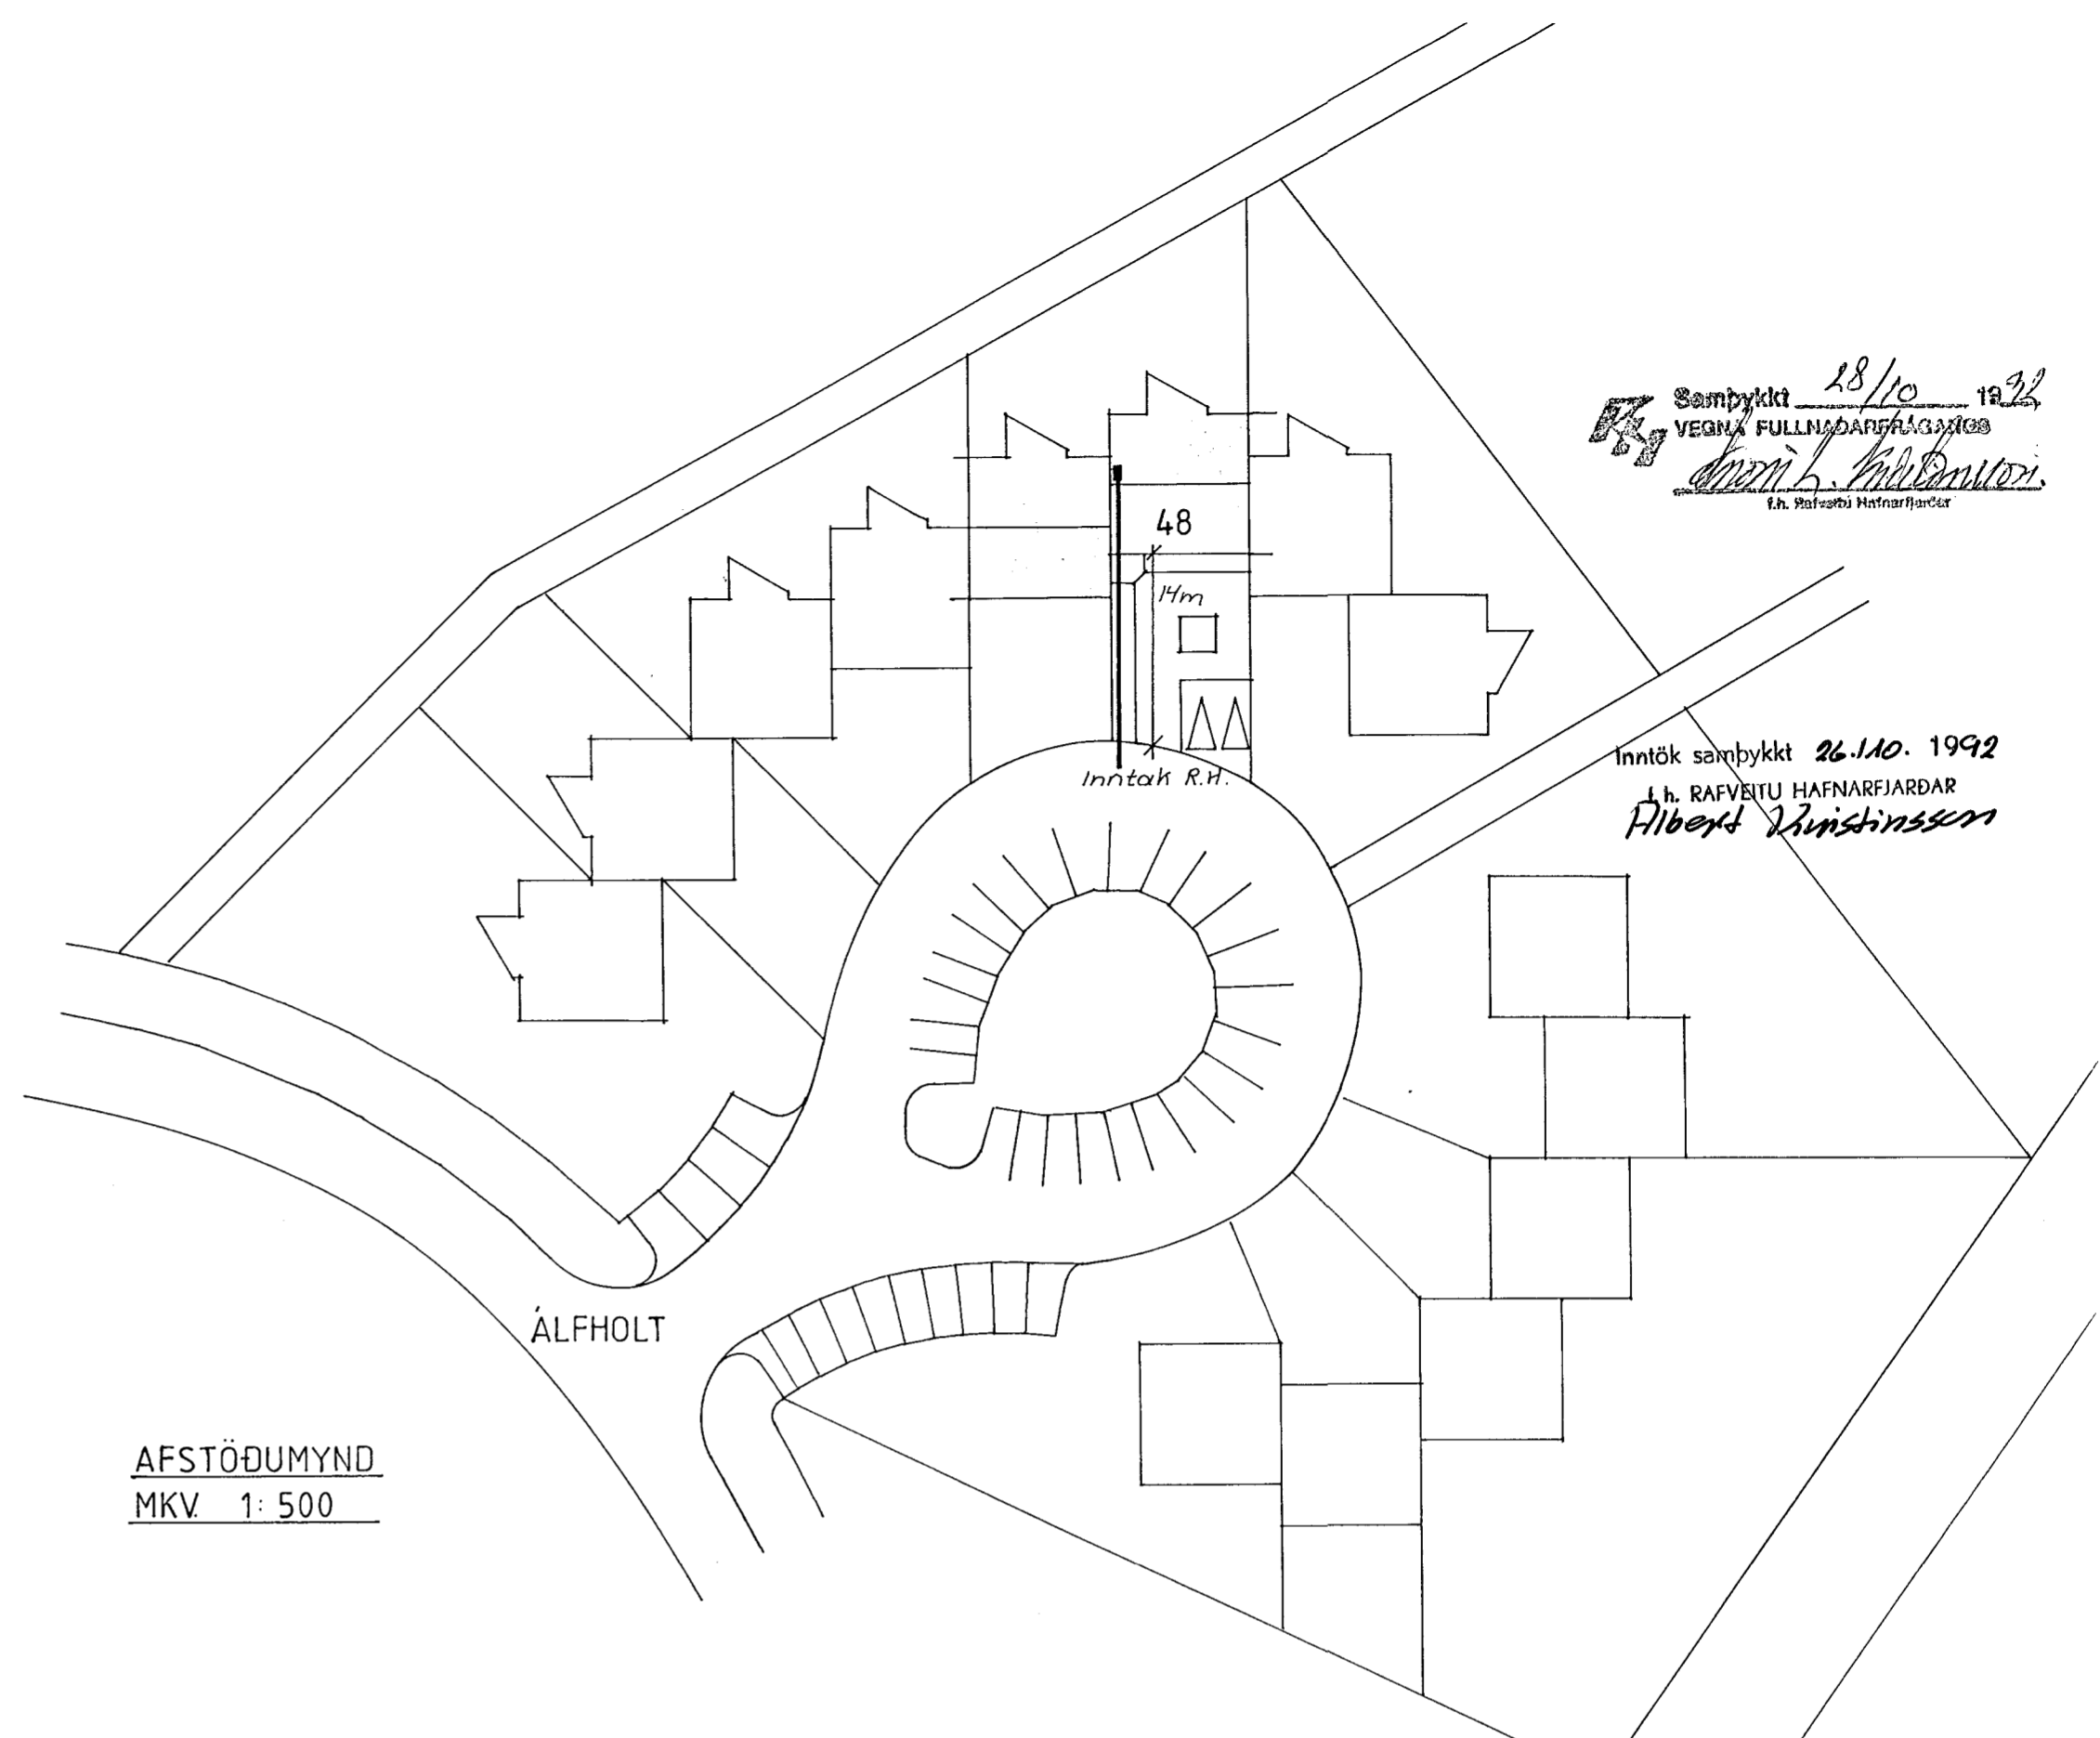 Samþykkt 28/10 1992
VEGNA FULLNAÐARFRÁGANGS
f.h. Rafveitu Hafnarfjarðar
48
14m
Inntak R.H.
Inntök samþykkt 26.10. 1992
f.h. RAFVEITU HAFNARFJARÐAR
Albert Kristinsson
ÁLFHOLT
AFSTÖÐUMYND
MKV. 1:500